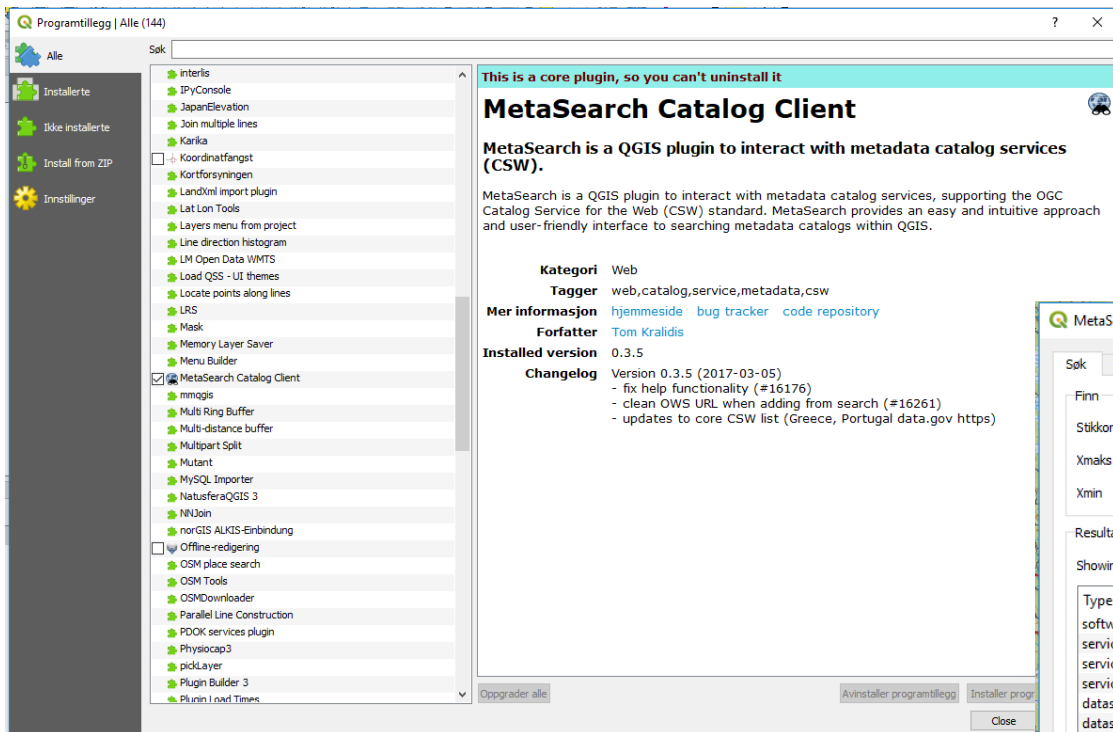 Programtillegg | Alle (144)
?
Alle
Installerte
Ikke installerte
Install from ZIP
Innstillinger
Søk
interlis
IPyConsole
JapanElevation
Join multiple lines
Karika
Koordinatfangst
Kortforsyningen
LandXml import plugin
Lat Lon Tools
Layers menu from project
Line direction histogram
LM Open Data WMTS
Load QSS - UI themes
Locate points along lines
LRS
Mask
Memory Layer Saver
Menu Builder
MetaSearch Catalog Client
mmqgis
Multi Ring Buffer
Multi-distance buffer
Multipart Split
Mutant
MySQL Importer
NatusferaQGIS 3
NNJoin
norGIS ALKIS-Einbindung
Offline-redigering
OSM place search
OSM Tools
OSMDownloader
Parallel Line Construction
PDOK services plugin
Physiocap3
pickLayer
Plugin Builder 3
Plugin Load Times
This is a core plugin, so you can't uninstall it
MetaSearch Catalog Client
MetaSearch is a QGIS plugin to interact with metadata catalog services
(CSW).
MetaSearch is a QGIS plugin to interact with metadata catalog services, supporting the OGC
Catalog Service for the Web (CSW) standard. MetaSearch provides an easy and intuitive approach
and user-friendly interface to searching metadata catalogs within QGIS.
Kategori Web
Tagger web,catalog,service,metadata,csw
Mer informasjon hjemmeside bug tracker code repository
Forfatter Tom Kralidis
Installed version 0.3.5
Changelog Version 0.3.5 (2017-03-05)
- fix help functionality (#16176)
- clean OWS URL when adding from search (#16261)
- updates to core CSW list (Greece, Portugal data.gov https)
Oppgrader alle
Avinstaller programtillegg
Installer progr
Close
MetaS
Søk
Finn
Stikkor
Xmaks
Xmin
Resulta
Showin
Type
softw
servic
servic
servic
datas
datas